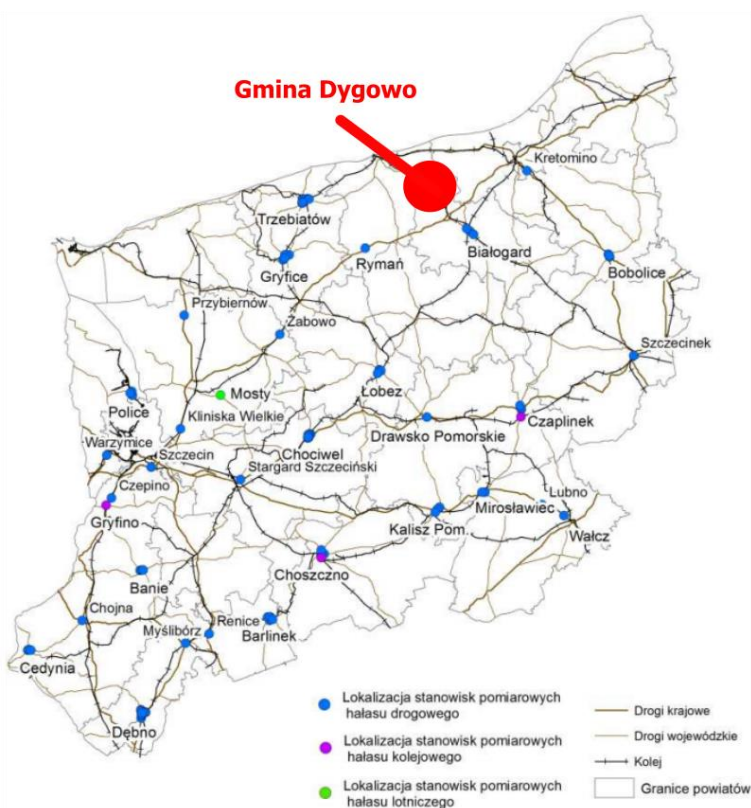 Gmina Dygowo
Kretomino
Trzebiatów
Białogard
Rymań
Gryfice
Bobolice
Przybiernów
Żabowo
Szczecinek
Mosty
Łobez
Police
Kliniska Wielkie
Drawsko Pomorskie
Czaplinek
Chociwel
Warzymice
Szczecin
Stargard Szczeciński
Czepino
Lubno
Mirosławiec
Gryfino
Kalisz Pom.
Wałcz
Choszczno
Banie
Chojna
Renice
Myślibórz
Barlinek
Cedynia
Dębno
Lokalizacja stanowisk pomiarowych
hałasu drogowego
Lokalizacja stanowisk pomiarowych
hałasu kolejowego
Lokalizacja stanowisk pomiarowych
hałasu lotniczego
Drogi krajowe
Drogi wojewódzkie
Kolej
Granice powiatów